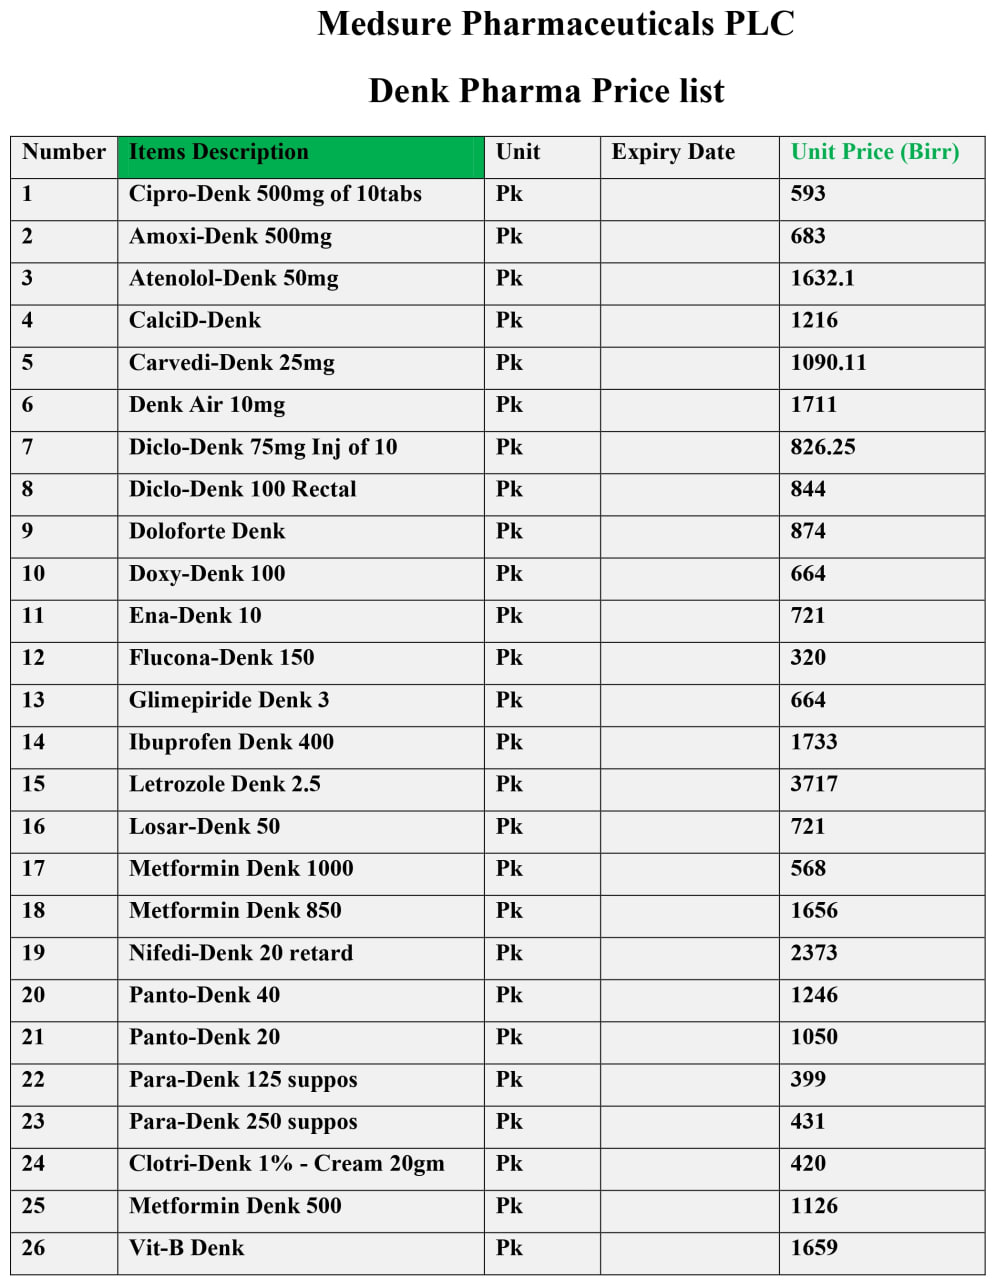 Medsure Pharmaceuticals PLC
Denk Pharma Price list
Number Items Description Unit Expiry Date Unit Price (Birr)
1 Cipro-Denk 500mg of 10tabs Pk 593
2 Amoxi-Denk 500mg Pk 683
3 Atenolol-Denk 50mg Pk 1632.1
4 CalciD-Denk Pk 1216
5 Carvedi-Denk 25mg Pk 1090.11
6 Denk Air 10mg Pk 1711
7 Diclo-Denk 75mg Inj of 10 Pk 826.25
8 Diclo-Denk 100 Rectal Pk 844
9 Doloforte Denk Pk 874
10 Doxy-Denk 100 Pk 664
11 Ena-Denk 10 Pk 721
12 Flucona-Denk 150 Pk 320
13 Glimepiride Denk 3 Pk 664
14 Ibuprofen Denk 400 Pk 1733
15 Letrozole Denk 2.5 Pk 3717
16 Losar-Denk 50 Pk 721
17 Metformin Denk 1000 Pk 568
18 Metformin Denk 850 Pk 1656
19 Nifedi-Denk 20 retard Pk 2373
20 Panto-Denk 40 Pk 1246
21 Panto-Denk 20 Pk 1050
22 Para-Denk 125 suppos Pk 399
23 Para-Denk 250 suppos Pk 431
24 Clotri-Denk 1% - Cream 20gm Pk 420
25 Metformin Denk 500 Pk 1126
26 Vit-B Denk Pk 1659